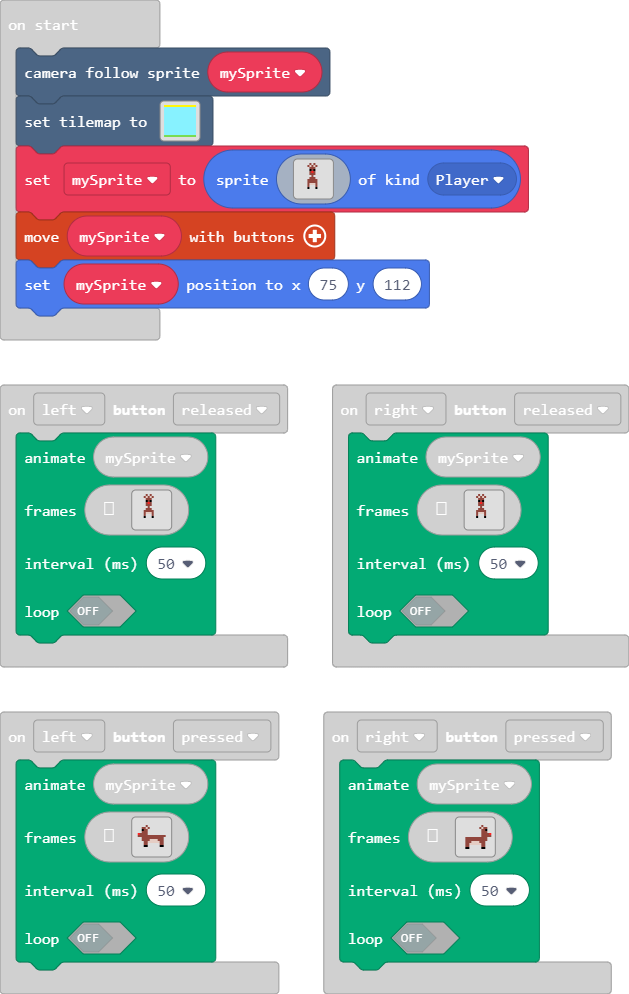 on start
camera follow sprite mySprite
set tilemap to
set mySprite to sprite of kind Player
move mySprite with buttons
set mySprite position to x 75 y 112
on left button released
animate mySprite
frames
interval (ms) 50
loop OFF
on right button released
animate mySprite
frames
interval (ms) 50
loop OFF
on left button pressed
animate mySprite
frames
interval (ms) 50
loop OFF
on right button pressed
animate mySprite
frames
interval (ms) 50
loop OFF